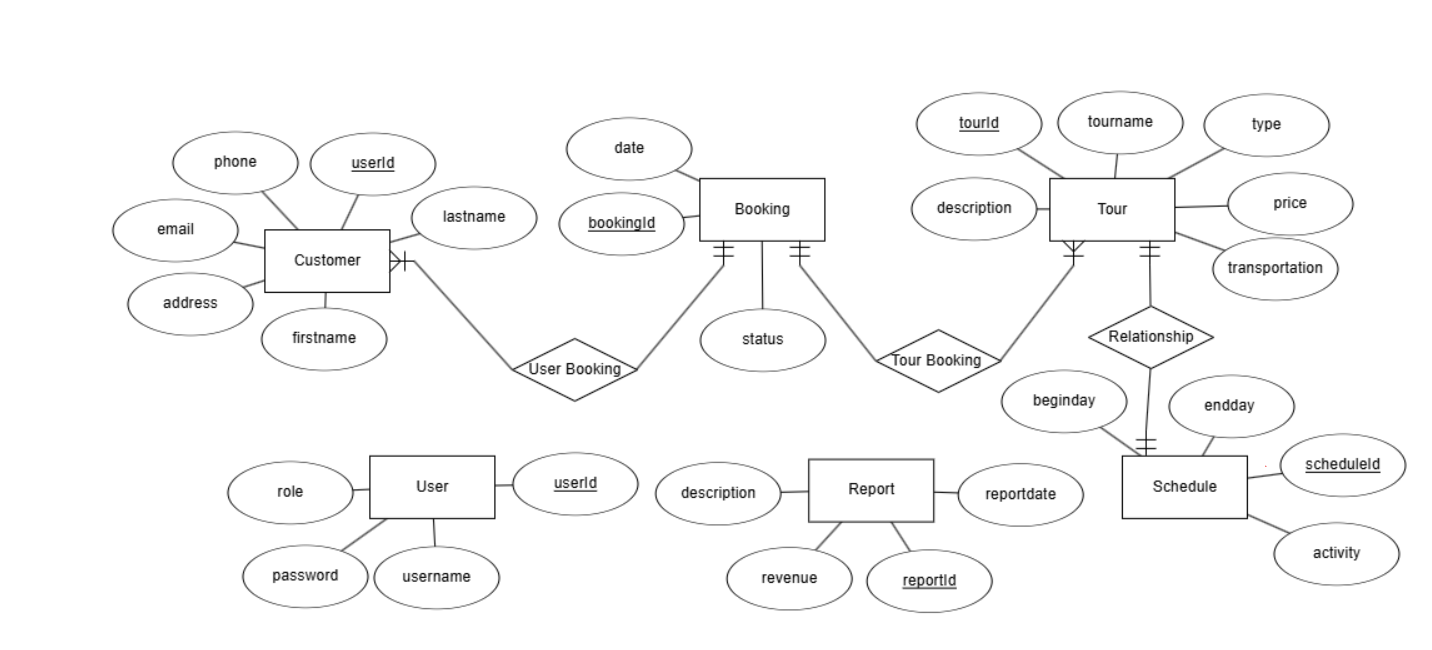 tourId
tourname
type
date
phone
userId
lastname
email
Customer
address
firstname
bookingId
Booking
status
description
Tour
price
transportation
User Booking
Tour Booking
Relationship
beginday
endday
scheduleId
Schedule
activity
role
User
userId
password
username
description
Report
reportdate
revenue
reportId